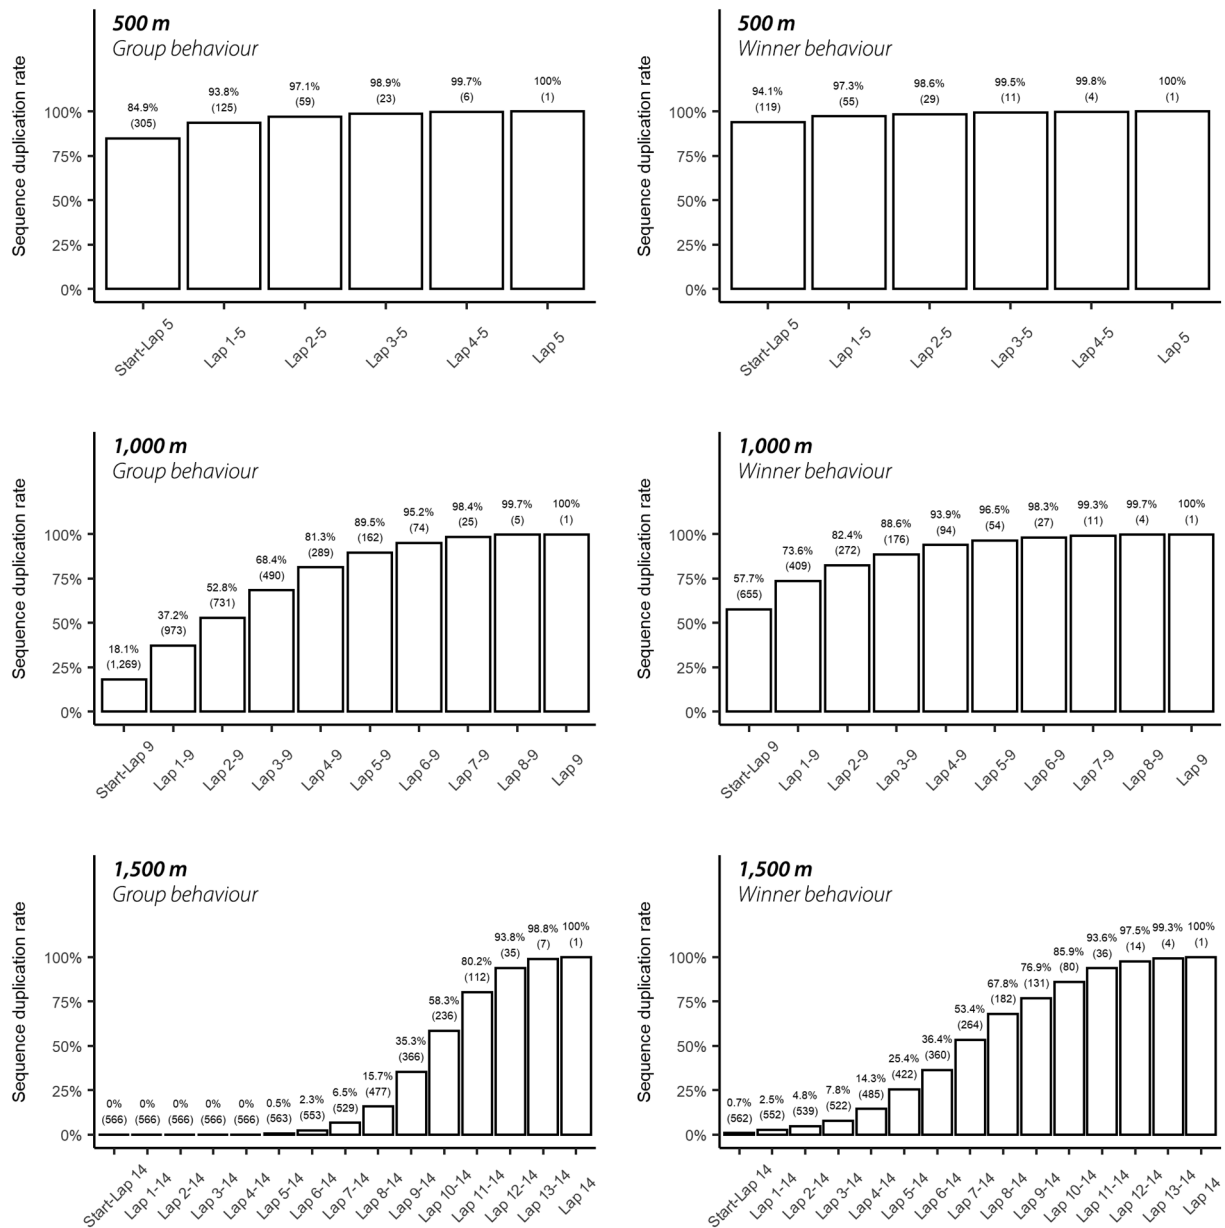 500 m
Group behaviour
Sequence duplication rate
100%
75%
50%
25%
0%
84.9%
(305)
93.8%
(125)
97.1%
(59)
98.9%
(23)
99.7%
(6)
100%
(1)
Start-Lap 5
Lap 1-5
Lap 2-5
Lap 3-5
Lap 4-5
Lap 5
500 m
Winner behaviour
Sequence duplication rate
100%
75%
50%
25%
0%
94.1%
(119)
97.3%
(55)
98.6%
(29)
99.5%
(11)
99.8%
(4)
100%
(1)
Start-Lap 5
Lap 1-5
Lap 2-5
Lap 3-5
Lap 4-5
Lap 5
1,000 m
Group behaviour
Sequence duplication rate
100%
75%
50%
25%
0%
18.1%
(1,269)
37.2%
(973)
52.8%
(731)
68.4%
(490)
81.3%
(289)
89.5%
(162)
95.2%
(74)
98.4%
(25)
99.7%
(5)
100%
(1)
Start-Lap 9
Lap 1-9
Lap 2-9
Lap 3-9
Lap 4-9
Lap 5-9
Lap 6-9
Lap 7-9
Lap 8-9
Lap 9
1,000 m
Winner behaviour
Sequence duplication rate
100%
75%
50%
25%
0%
57.7%
(655)
73.6%
(409)
82.4%
(272)
88.6%
(176)
93.9%
(94)
96.5%
(54)
98.3%
(27)
99.3%
(11)
99.7%
(4)
100%
(1)
Start-Lap 9
Lap 1-9
Lap 2-9
Lap 3-9
Lap 4-9
Lap 5-9
Lap 6-9
Lap 7-9
Lap 8-9
Lap 9
1,500 m
Group behaviour
Sequence duplication rate
100%
75%
50%
25%
0%
0%
(566)
0%
(566)
0%
(566)
0%
(566)
0%
(566)
0.5%
(563)
2.3%
(553)
6.5%
(529)
15.7%
(477)
35.3%
(366)
58.3%
(236)
80.2%
(112)
93.8%
(35)
98.8%
(7)
100%
(1)
Start-Lap 14
Lap 1-14
Lap 2-14
Lap 3-14
Lap 4-14
Lap 5-14
Lap 6-14
Lap 7-14
Lap 8-14
Lap 9-14
Lap 10-14
Lap 11-14
Lap 12-14
Lap 13-14
Lap 14
1,500 m
Winner behaviour
Sequence duplication rate
100%
75%
50%
25%
0%
0.7%
(562)
2.5%
(552)
4.8%
(539)
7.8%
(522)
14.3%
(485)
25.4%
(422)
36.4%
(360)
53.4%
(264)
67.8%
(182)
76.9%
(131)
85.9%
(80)
93.6%
(36)
97.5%
(14)
99.3%
(4)
100%
(1)
Start-Lap 14
Lap 1-14
Lap 2-14
Lap 3-14
Lap 4-14
Lap 5-14
Lap 6-14
Lap 7-14
Lap 8-14
Lap 9-14
Lap 10-14
Lap 11-14
Lap 12-14
Lap 13-14
Lap 14